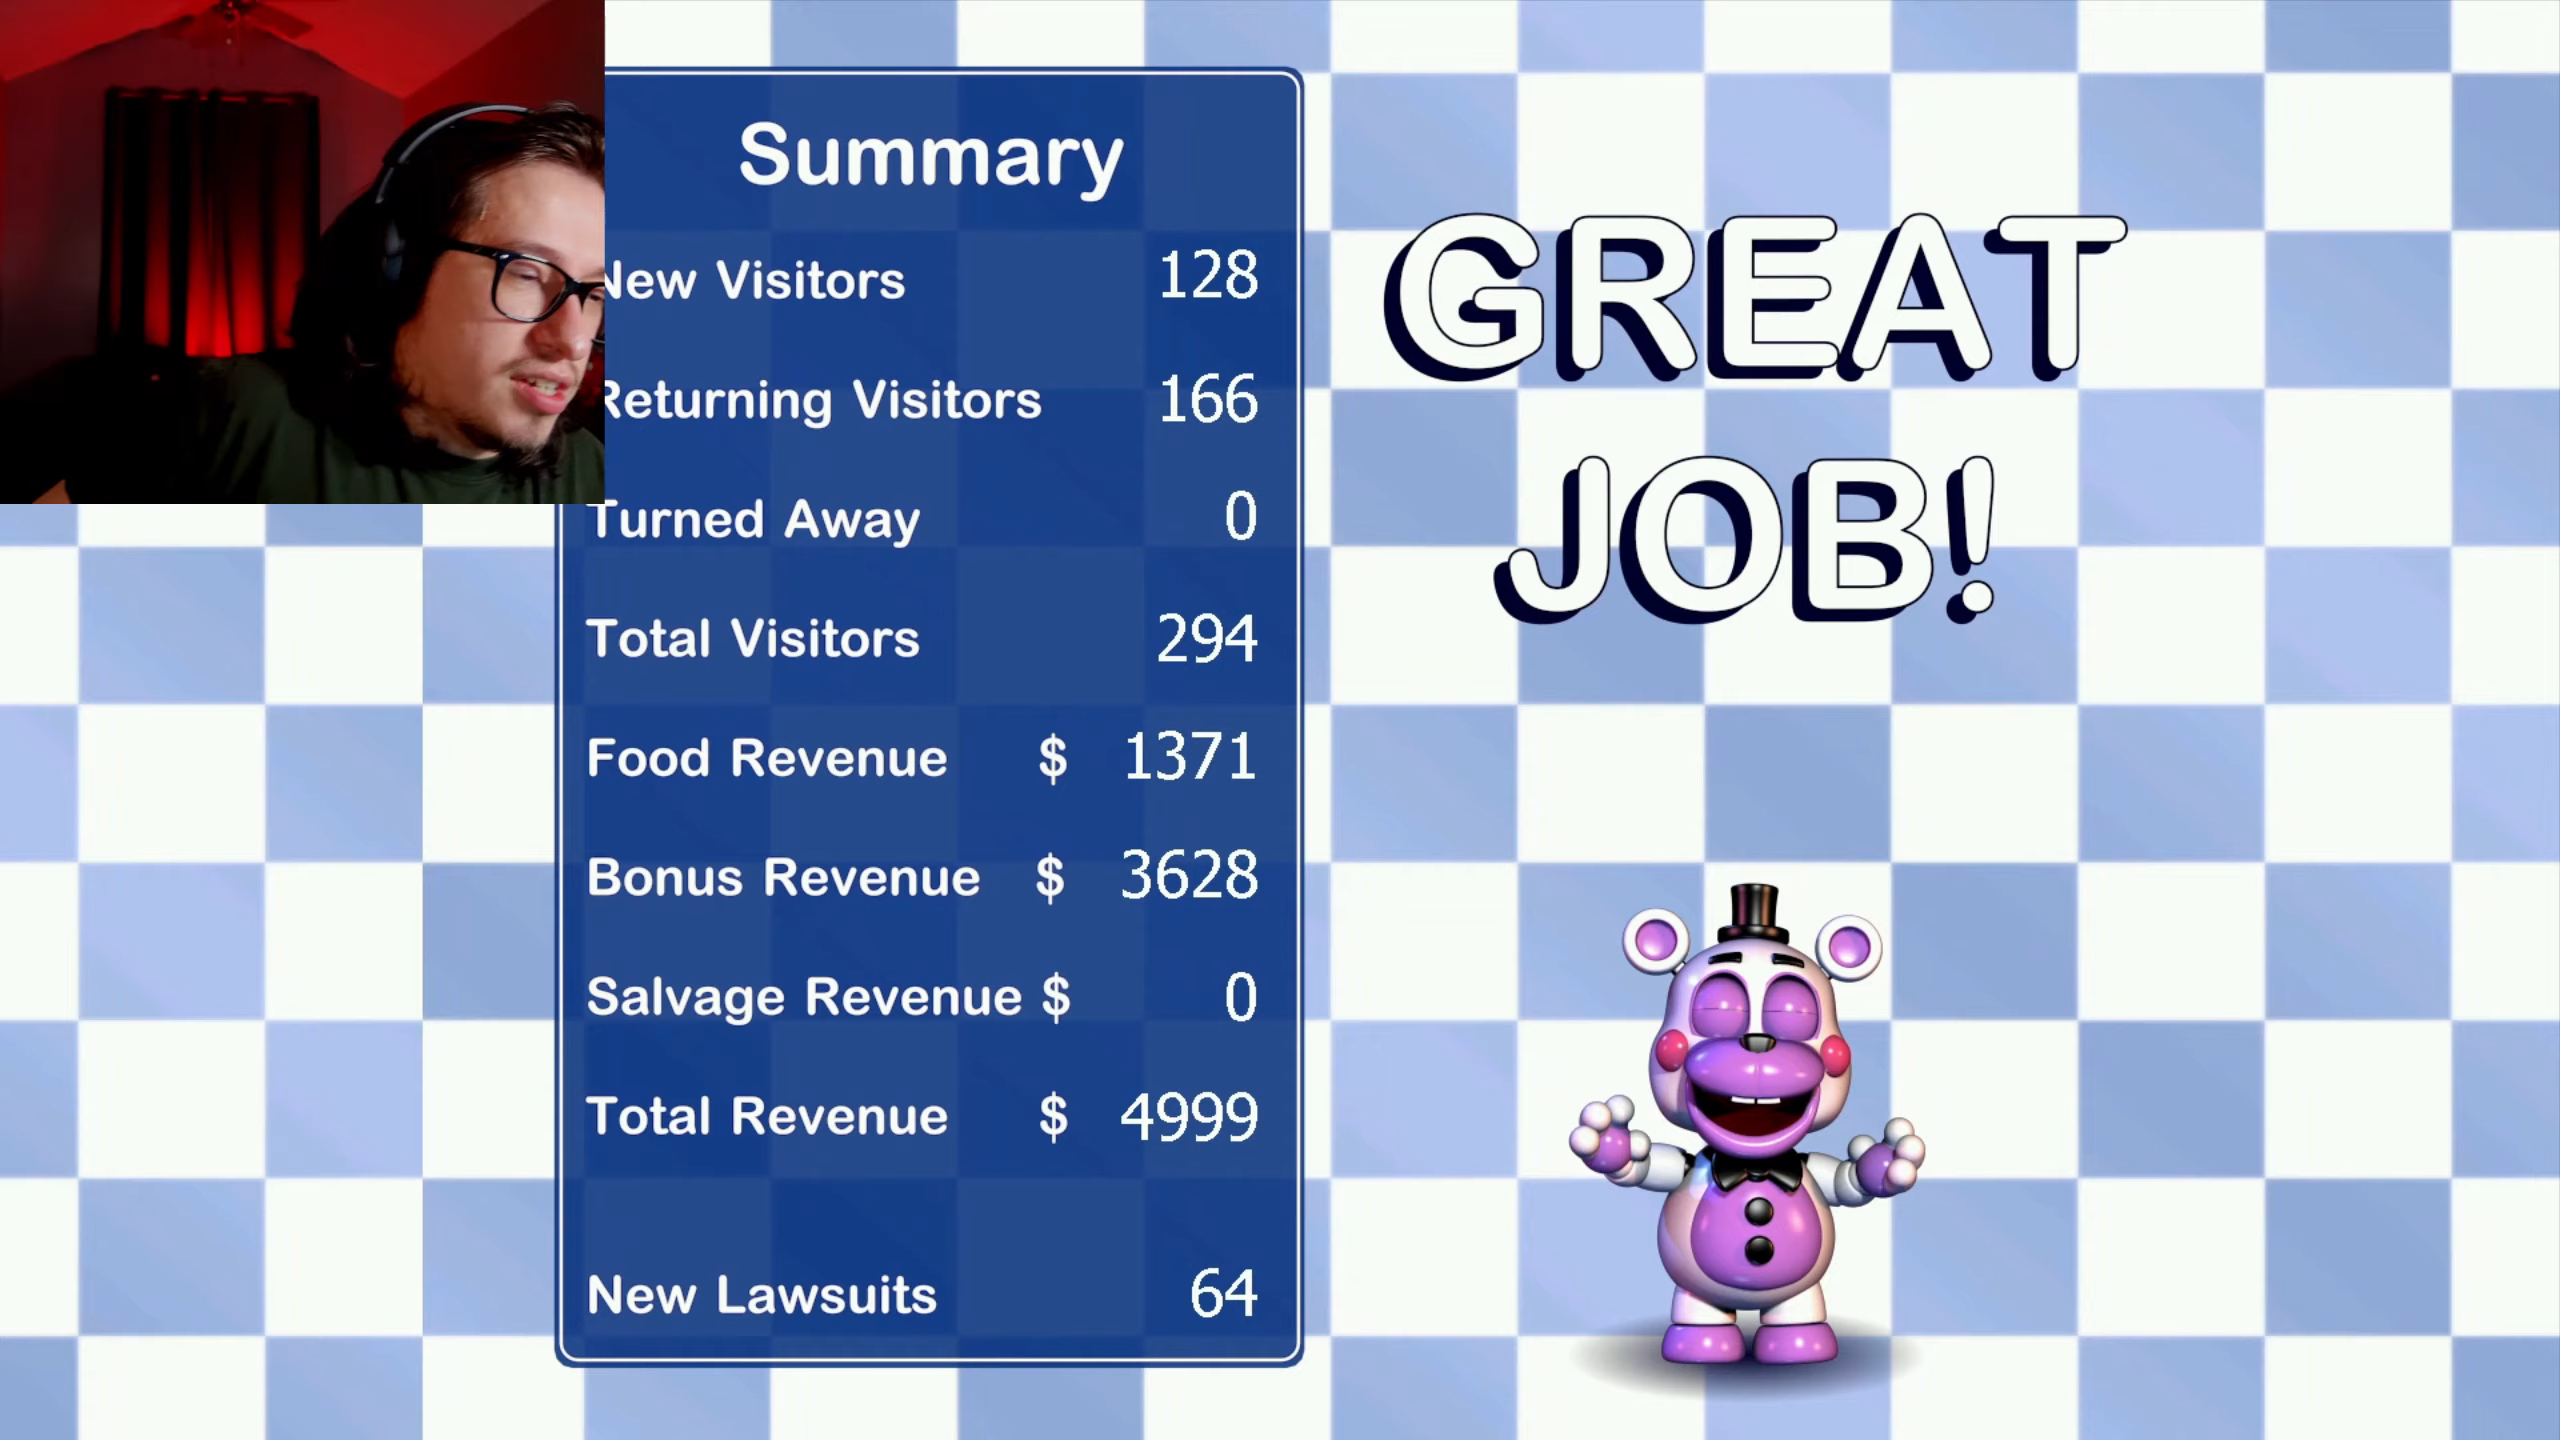 Summary
New Visitors 128
Returning Visitors 166
Turned Away 0
Total Visitors 294
Food Revenue $ 1371
Bonus Revenue $ 3628
Salvage Revenue $ 0
Total Revenue $ 4999
New Lawsuits 64
GREAT
JOB!